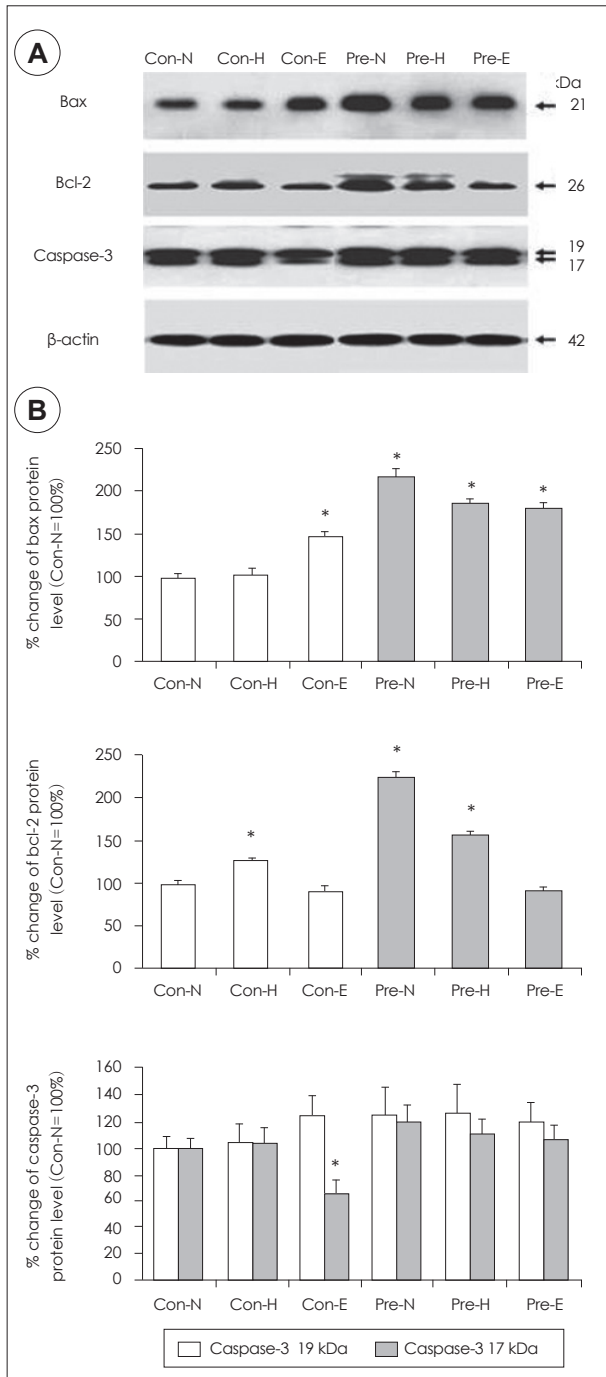 A
Con-N Con-H Con-E Pre-N Pre-H Pre-E
kDa
Bax 21
Bcl-2 26
Caspase-3 19
17
β-actin 42
B
% change of bax protein
level (Con-N=100%)
250
200
150
100
50
0
Con-N Con-H Con-E Pre-N Pre-H Pre-E
* * * *
% change of bcl-2 protein
level (Con-N=100%)
250
200
150
100
50
0
Con-N Con-H Con-E Pre-N Pre-H Pre-E
* * *
% change of caspase-3
protein level (Con-N=100%)
160
140
120
100
80
60
40
20
0
Con-N Con-H Con-E Pre-N Pre-H Pre-E
*
Caspase-3 19 kDa Caspase-3 17 kDa